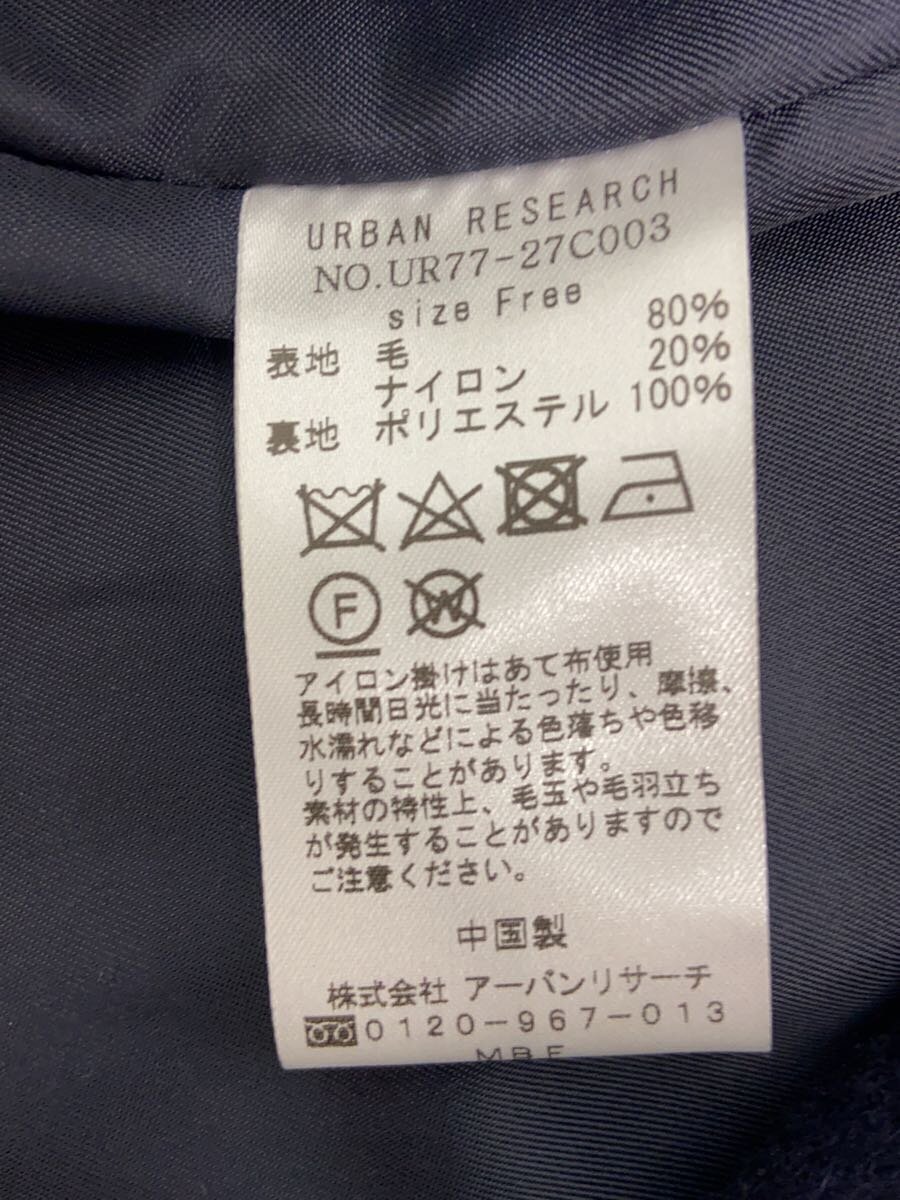 URBAN RESEARCH
NO.UR77-27C003
size Free
表地 毛 80%
ナイロン 20%
裏地 ポリエステル 100%
F
W
アイロン掛けはあて布使用
長時間日光に当たったり、摩擦、
水濡れなどによる色落ちや色移
りすることがあります。
素材の特性上、毛玉や毛羽立ち
が発生することがありますので
ご注意ください。
中国製
株式会社 アーバンリサーチ
0120-967-013